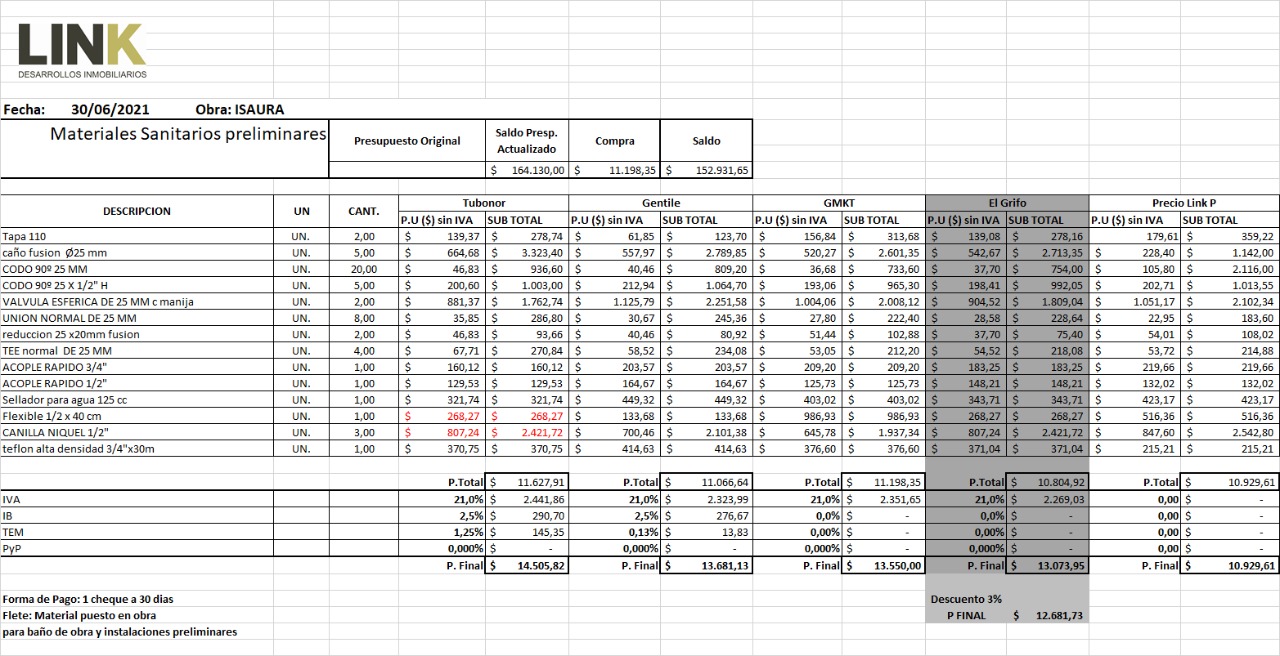 LINK
DESARROLLOS INMOBILIARIOS
Fecha: 30/06/2021 Obra: ISAURA
Materiales Sanitarios preliminares Presupuesto Original Saldo Presp. Actualizado Compra Saldo
$ 164.130,00 $ 11.198,35 $ 152.931,65
DESCRIPCION UN CANT. Tubonor Gentile GMKT El Grifo Precio Link P
P.U ($) sin IVA SUB TOTAL P.U ($) sin IVA SUB TOTAL P.U ($) sin IVA SUB TOTAL P.U ($) sin IVA SUB TOTAL P.U ($) sin IVA SUB TOTAL
Tapa 110 UN. 2,00 $ 139,37 $ 278,74 $ 61,85 $ 123,70 $ 156,84 $ 313,68 $ 139,08 $ 278,16 179,61 $ 359,22
caño fusion Ø25 mm UN. 5,00 $ 664,68 $ 3.323,40 $ 557,97 $ 2.789,85 $ 520,27 $ 2.601,35 $ 542,67 $ 2.713,35 $ 228,40 $ 1.142,00
CODO 90º 25 MM UN. 20,00 $ 46,83 $ 936,60 $ 40,46 $ 809,20 $ 36,68 $ 733,60 $ 37,70 $ 754,00 $ 105,80 $ 2.116,00
CODO 90º 25 X 1/2" H UN. 5,00 $ 200,60 $ 1.003,00 $ 212,94 $ 1.064,70 $ 193,06 $ 965,30 $ 198,41 $ 992,05 $ 202,71 $ 1.013,55
VALVULA ESFERICA DE 25 MM c manija UN. 2,00 $ 881,37 $ 1.762,74 $ 1.125,79 $ 2.251,58 $ 1.004,06 $ 2.008,12 $ 904,52 $ 1.809,04 $ 1.051,17 $ 2.102,34
UNION NORMAL DE 25 MM UN. 8,00 $ 35,85 $ 286,80 $ 30,67 $ 245,36 $ 27,80 $ 222,40 $ 28,58 $ 228,64 $ 22,95 $ 183,60
reduccion 25 x20mm fusion UN. 2,00 $ 46,83 $ 93,66 $ 40,46 $ 80,92 $ 51,44 $ 102,88 $ 37,70 $ 75,40 $ 54,01 $ 108,02
TEE normal DE 25 MM UN. 4,00 $ 67,71 $ 270,84 $ 58,52 $ 234,08 $ 53,05 $ 212,20 $ 54,52 $ 218,08 $ 53,72 $ 214,88
ACOPLE RAPIDO 3/4" UN. 1,00 $ 160,12 $ 160,12 $ 203,57 $ 203,57 $ 209,20 $ 209,20 $ 183,25 $ 183,25 $ 219,66 $ 219,66
ACOPLE RAPIDO 1/2" UN. 1,00 $ 129,53 $ 129,53 $ 164,67 $ 164,67 $ 125,73 $ 125,73 $ 148,21 $ 148,21 $ 132,02 $ 132,02
Sellador para agua 125 cc UN. 1,00 $ 321,74 $ 321,74 $ 449,32 $ 449,32 $ 403,02 $ 403,02 $ 343,71 $ 343,71 $ 423,17 $ 423,17
Flexible 1/2 x 40 cm UN. 1,00 $ 268,27 $ 268,27 $ 133,68 $ 133,68 $ 986,93 $ 986,93 $ 268,27 $ 268,27 $ 516,36 $ 516,36
CANILLA NIQUEL 1/2" UN. 3,00 $ 807,24 $ 2.421,72 $ 700,46 $ 2.101,38 $ 645,78 $ 1.937,34 $ 807,24 $ 2.421,72 $ 847,60 $ 2.542,80
teflon alta densidad 3/4"x30m UN. 1,00 $ 370,75 $ 370,75 $ 414,63 $ 414,63 $ 376,60 $ 376,60 $ 371,04 $ 371,04 $ 215,21 $ 215,21
P.Total $ 11.627,91 P.Total $ 11.066,64 P.Total $ 11.198,35 P.Total $ 10.804,92 P.Total $ 10.929,61
IVA 21,0% $ 2.441,86 21,0% $ 2.323,99 21,0% $ 2.351,65 21,0% $ 2.269,03 0,00 $ -
IB 2,5% $ 290,70 2,5% $ 276,67 0,0% $ - 0,0% $ - 0,00 $ -
TEM 1,25% $ 145,35 0,13% $ 13,83 0,00% $ - 0,00% $ - 0,00 $ -
PyP 0,000% $ - 0,000% $ - 0,000% $ - 0,000% $ - 0,00 $ -
P. Final $ 14.505,82 P. Final $ 13.681,13 P. Final $ 13.550,00 P. Final $ 13.073,95 P. Final $ 10.929,61
Forma de Pago: 1 cheque a 30 dias Descuento 3%
Flete: Material puesto en obra P FINAL $ 12.681,73
para baño de obra y instalaciones preliminares